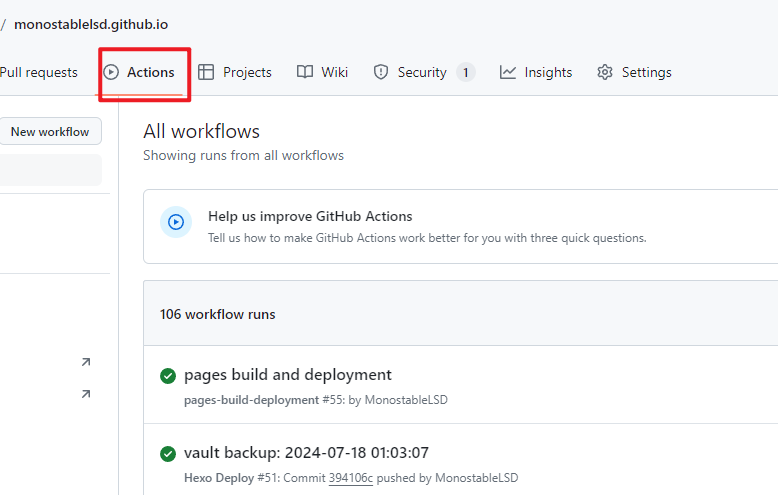 / monostablelsd.github.io
Pull requests Actions Projects Wiki Security 1 Insights Settings
New workflow
All workflows
Showing runs from all workflows
Help us improve GitHub Actions
Tell us how to make GitHub Actions work better for you with three quick questions.
106 workflow runs
pages build and deployment
pages-build-deployment #55: by MonostableLSD
vault backup: 2024-07-18 01:03:07
Hexo Deploy #51: Commit 394106c pushed by MonostableLSD